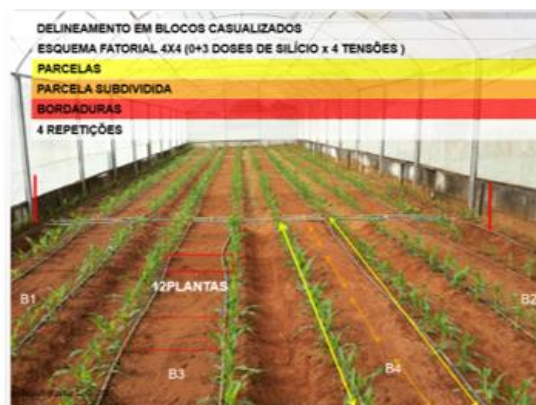 DELINEAMENTO EM BLOCOS CASUALIZADOS
ESQUEMA FATORIAL 4X4 (0+3 DOSES DE SILÍCIO x 4 TENSÕES )
PARCELAS
PARCELA SUBDIVIDIDA
BORDADURAS
4 REPETIÇÕES
12PLANTAS
B1
B2
B3
B4